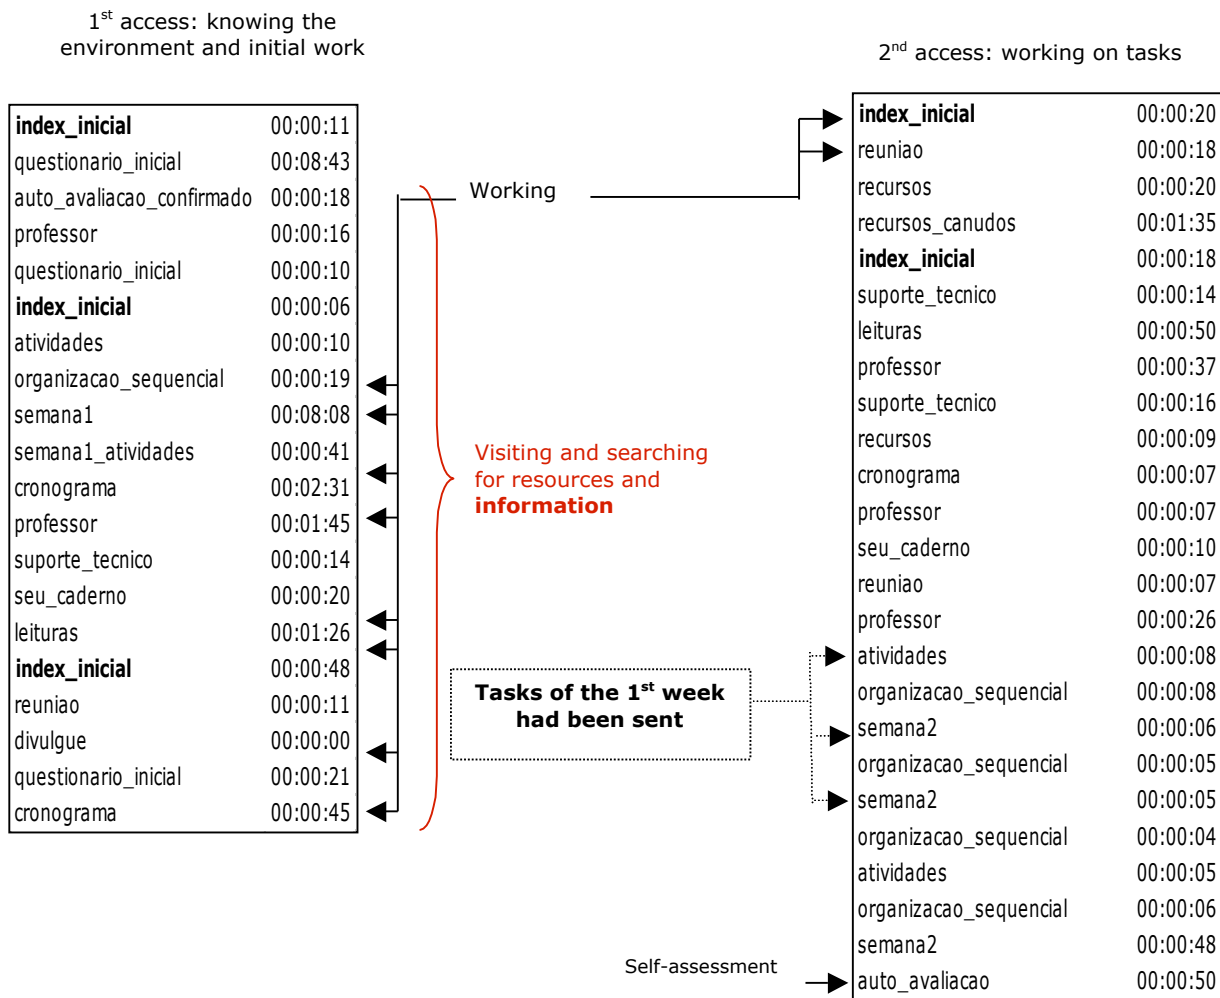 1st access: knowing the
environment and initial work
index_inicial 00:00:11
questionario_inicial 00:08:43
auto_avaliacao_confirmado 00:00:18
professor 00:00:16
questionario_inicial 00:00:10
index_inicial 00:00:06
atividades 00:00:10
organizacao_sequencial 00:00:19
semana1 00:08:08
semana1_atividades 00:00:41
cronograma 00:02:31
professor 00:01:45
suporte_tecnico 00:00:14
seu_caderno 00:00:20
leituras 00:01:26
index_inicial 00:00:48
reuniao 00:00:11
divulgue 00:00:00
questionario_inicial 00:00:21
cronograma 00:00:45
Working
Visiting and searching
for resources and
information
Tasks of the 1st week
had been sent
Self-assessment
2nd access: working on tasks
index_inicial 00:00:20
reuniao 00:00:18
recursos 00:00:20
recursos_canudos 00:01:35
index_inicial 00:00:18
suporte_tecnico 00:00:14
leituras 00:00:50
professor 00:00:37
suporte_tecnico 00:00:16
recursos 00:00:09
cronograma 00:00:07
professor 00:00:07
seu_caderno 00:00:10
reuniao 00:00:07
professor 00:00:26
atividades 00:00:08
organizacao_sequencial 00:00:08
semana2 00:00:06
organizacao_sequencial 00:00:05
semana2 00:00:05
organizacao_sequencial 00:00:04
atividades 00:00:05
organizacao_sequencial 00:00:06
semana2 00:00:48
auto_avaliacao 00:00:50